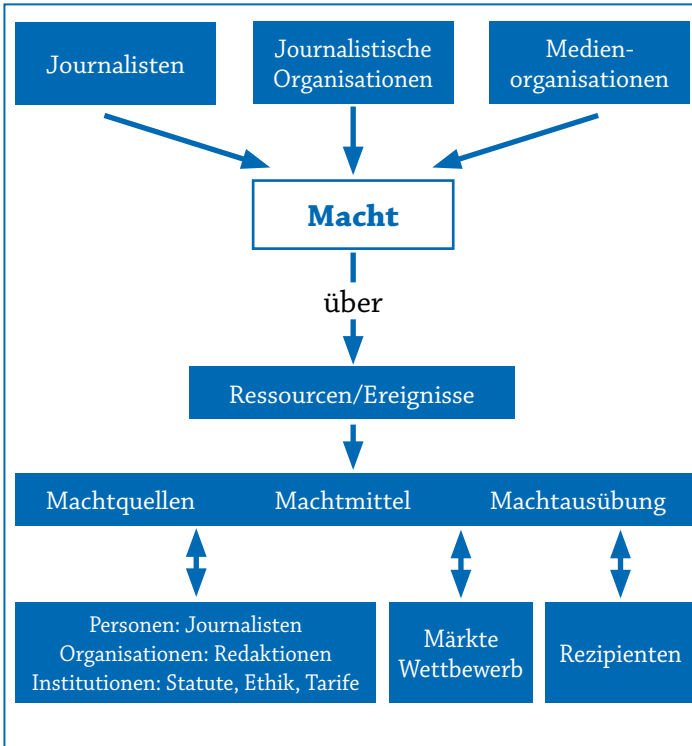 Journalisten
Journalistische
Organisationen
Medien-
organisationen
Macht
über
Ressourcen/Ereignisse
Machtquellen Machtmittel Machtausübung
Personen: Journalisten
Organisationen: Redaktionen
Institutionen: Statute, Ethik, Tarife
Märkte
Wettbewerb
Rezipienten